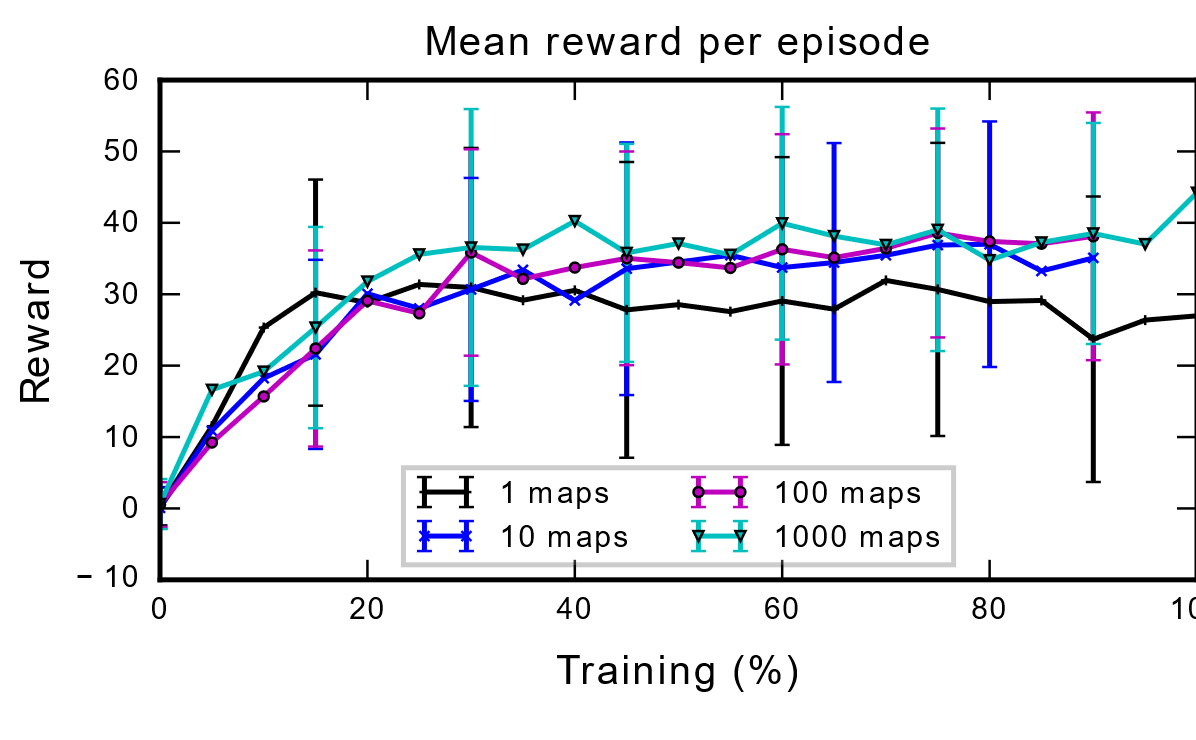 Mean reward per episode
60
50
40
30
20
10
0
−10
Reward
1 maps
10 maps
100 maps
1000 maps
0 20 40 60 80
Training (%)